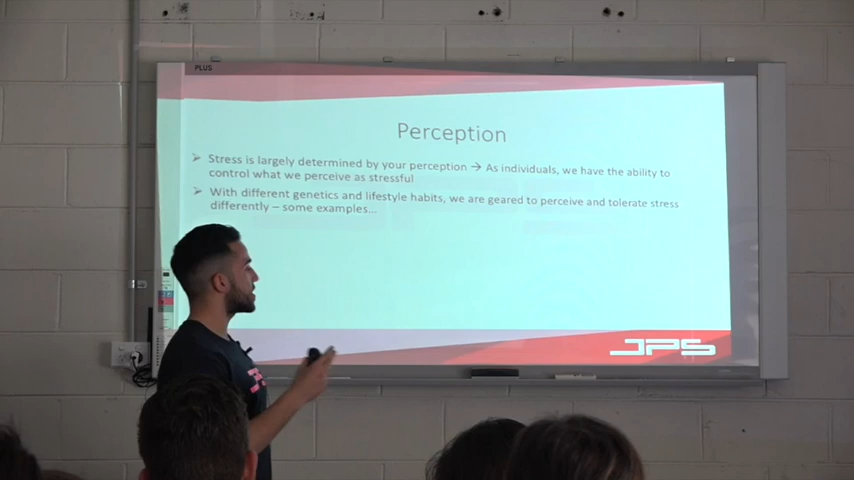 PLUS
Perception
➢ Stress is largely determined by your perception → As individuals, we have the ability to
control what we perceive as stressful
➢ With different genetics and lifestyle habits, we are geared to perceive and tolerate stress
differently – some examples…
JPS